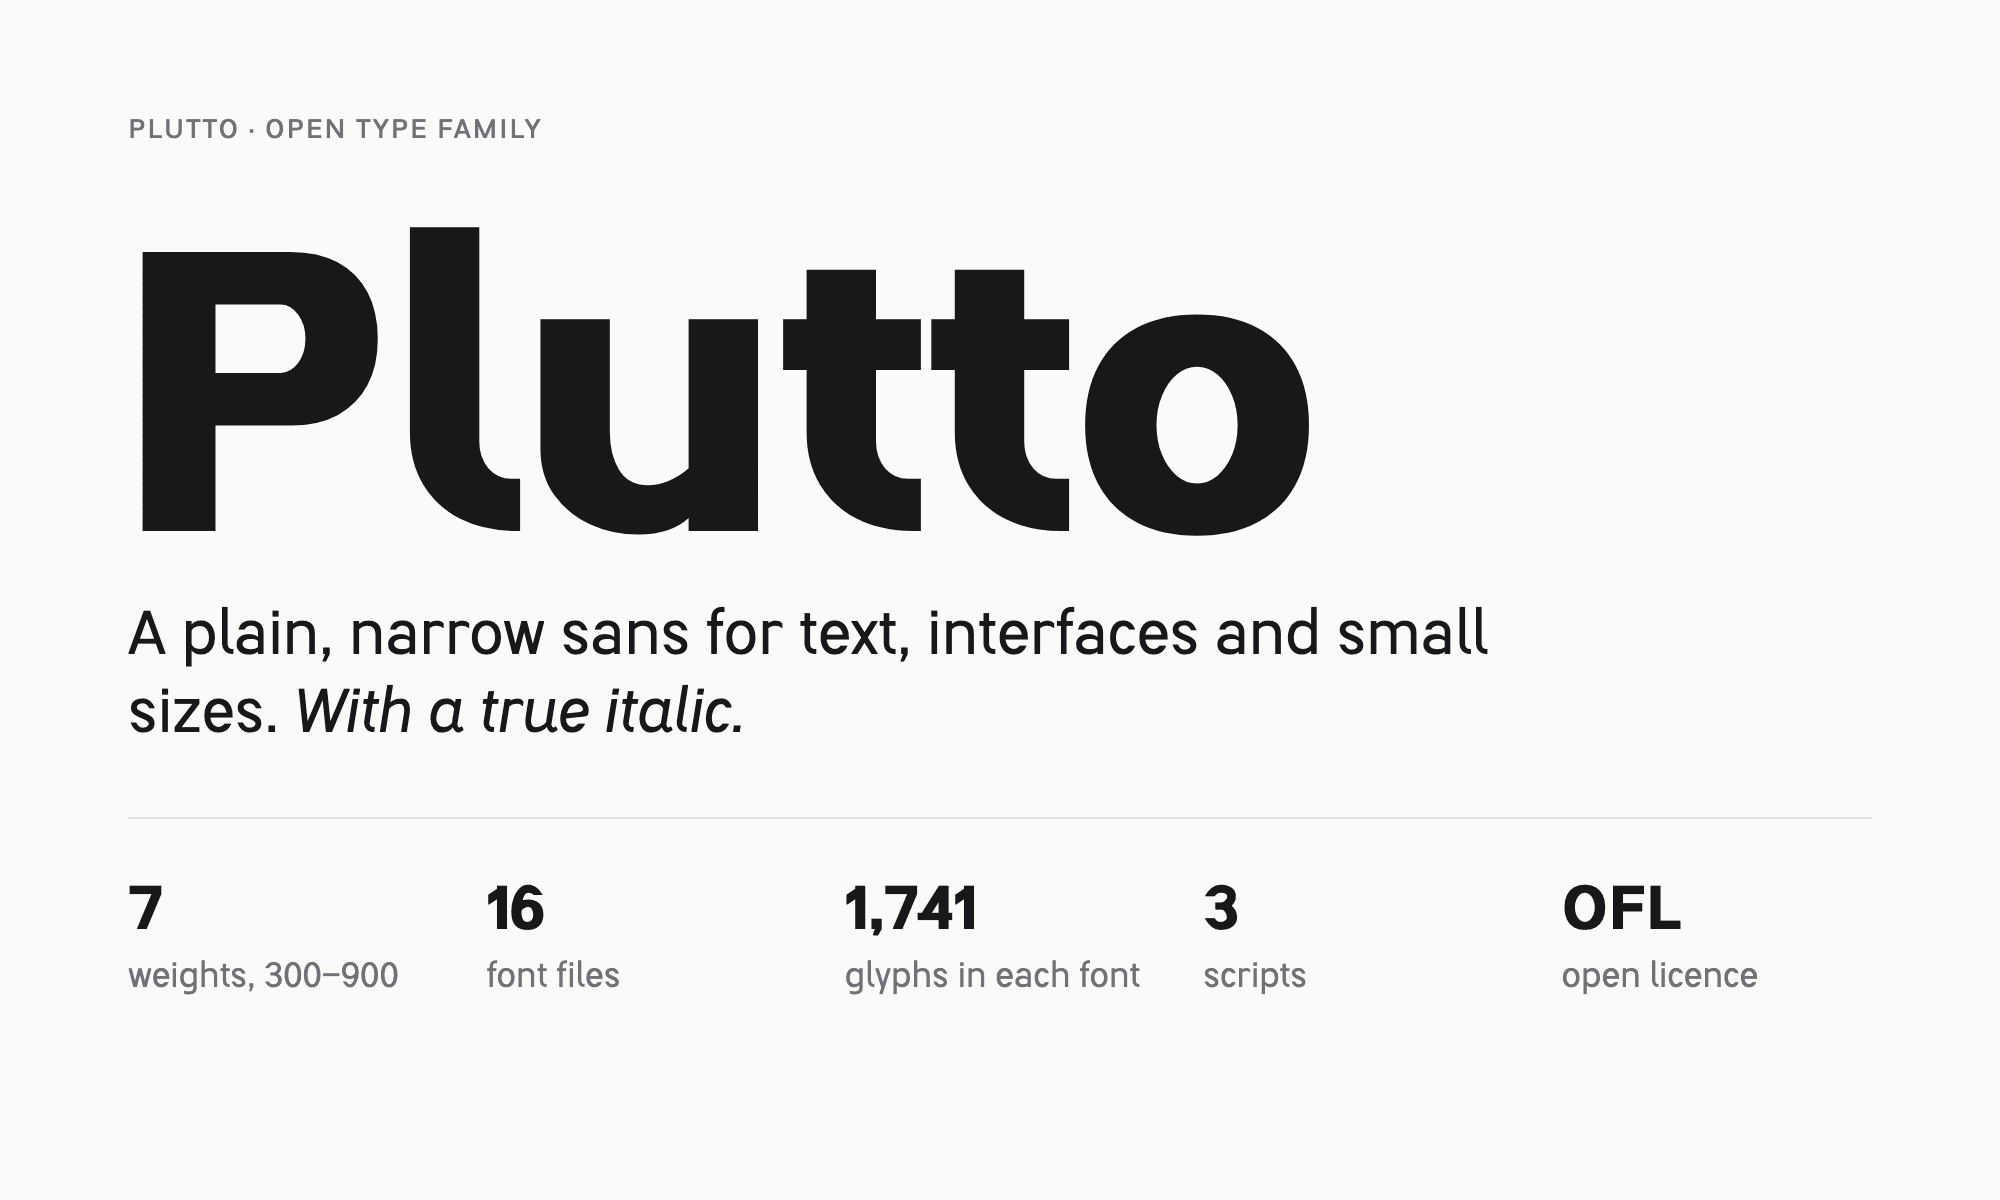 PLUTTO · OPEN TYPE FAMILY
Plutto
A plain, narrow sans for text, interfaces and small
sizes. With a true italic.
7
weights, 300–900
16
font files
1,741
glyphs in each font
3
scripts
OFL
open licence